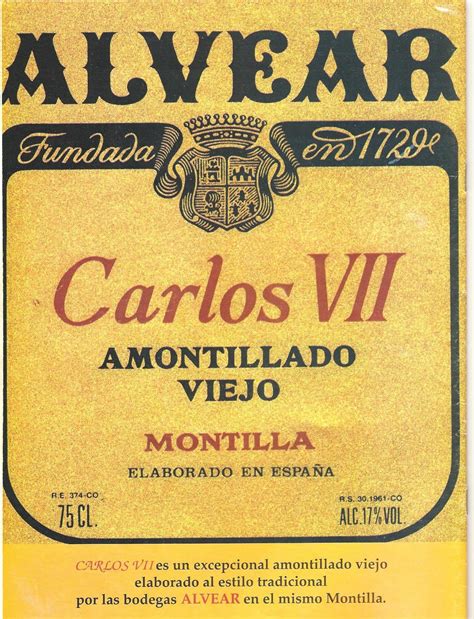 ALVEAR
Fundada en 1729
Carlos VII
AMONTILLADO
VIEJO
MONTILLA
ELABORADO EN ESPAÑA
R.E. 374-CO
75 CL.
R.S. 30.1961-CO
ALC. 17% VOL.
CARLOS VII es un excepcional amontillado viejo
elaborado al estilo tradicional
por las bodegas ALVEAR en el mismo Montilla.